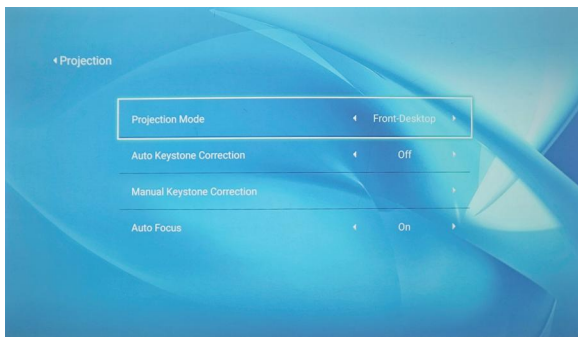 Projection
Projection Mode Front-Desktop
Auto Keystone Correction Off
Manual Keystone Correction
Auto Focus On